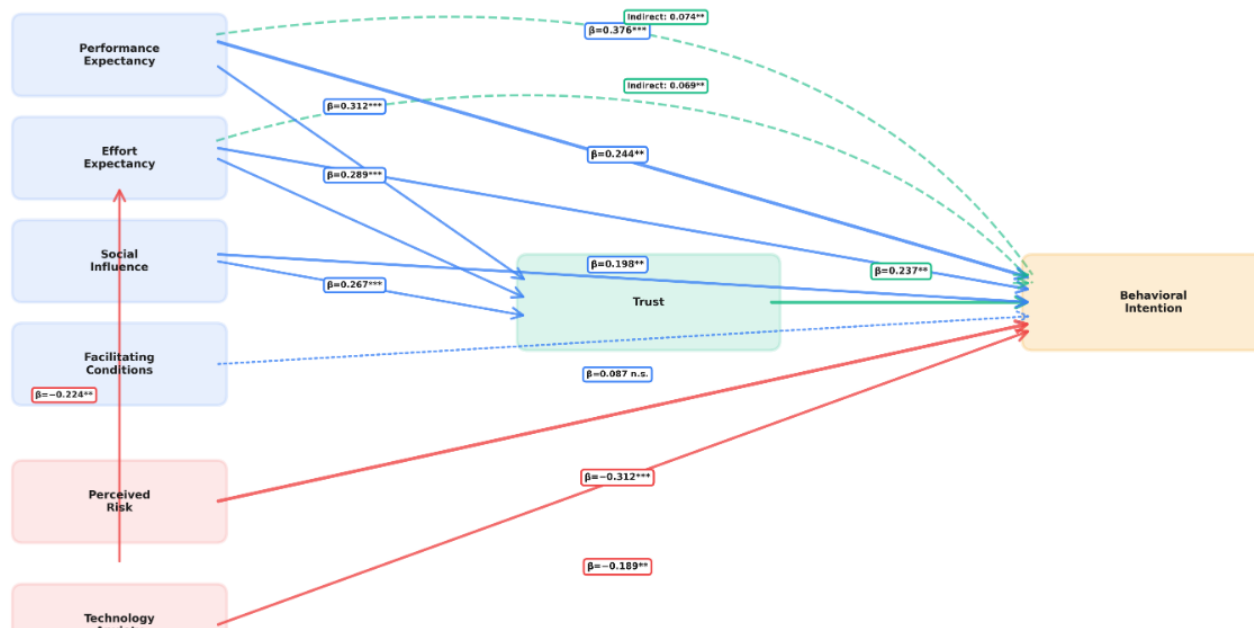 Indirect: 0.074**
β=0.376***
Performance
Expectancy
Indirect: 0.069**
β=0.312***
β=0.244**
Effort
Expectancy
β=0.289***
Social
Influence
β=0.198**
β=0.237**
β=0.267***
Trust
Behavioral
Intention
Facilitating
Conditions
β=0.087 n.s.
β=−0.224**
Perceived
Risk
β=−0.312***
β=−0.189**
Technology